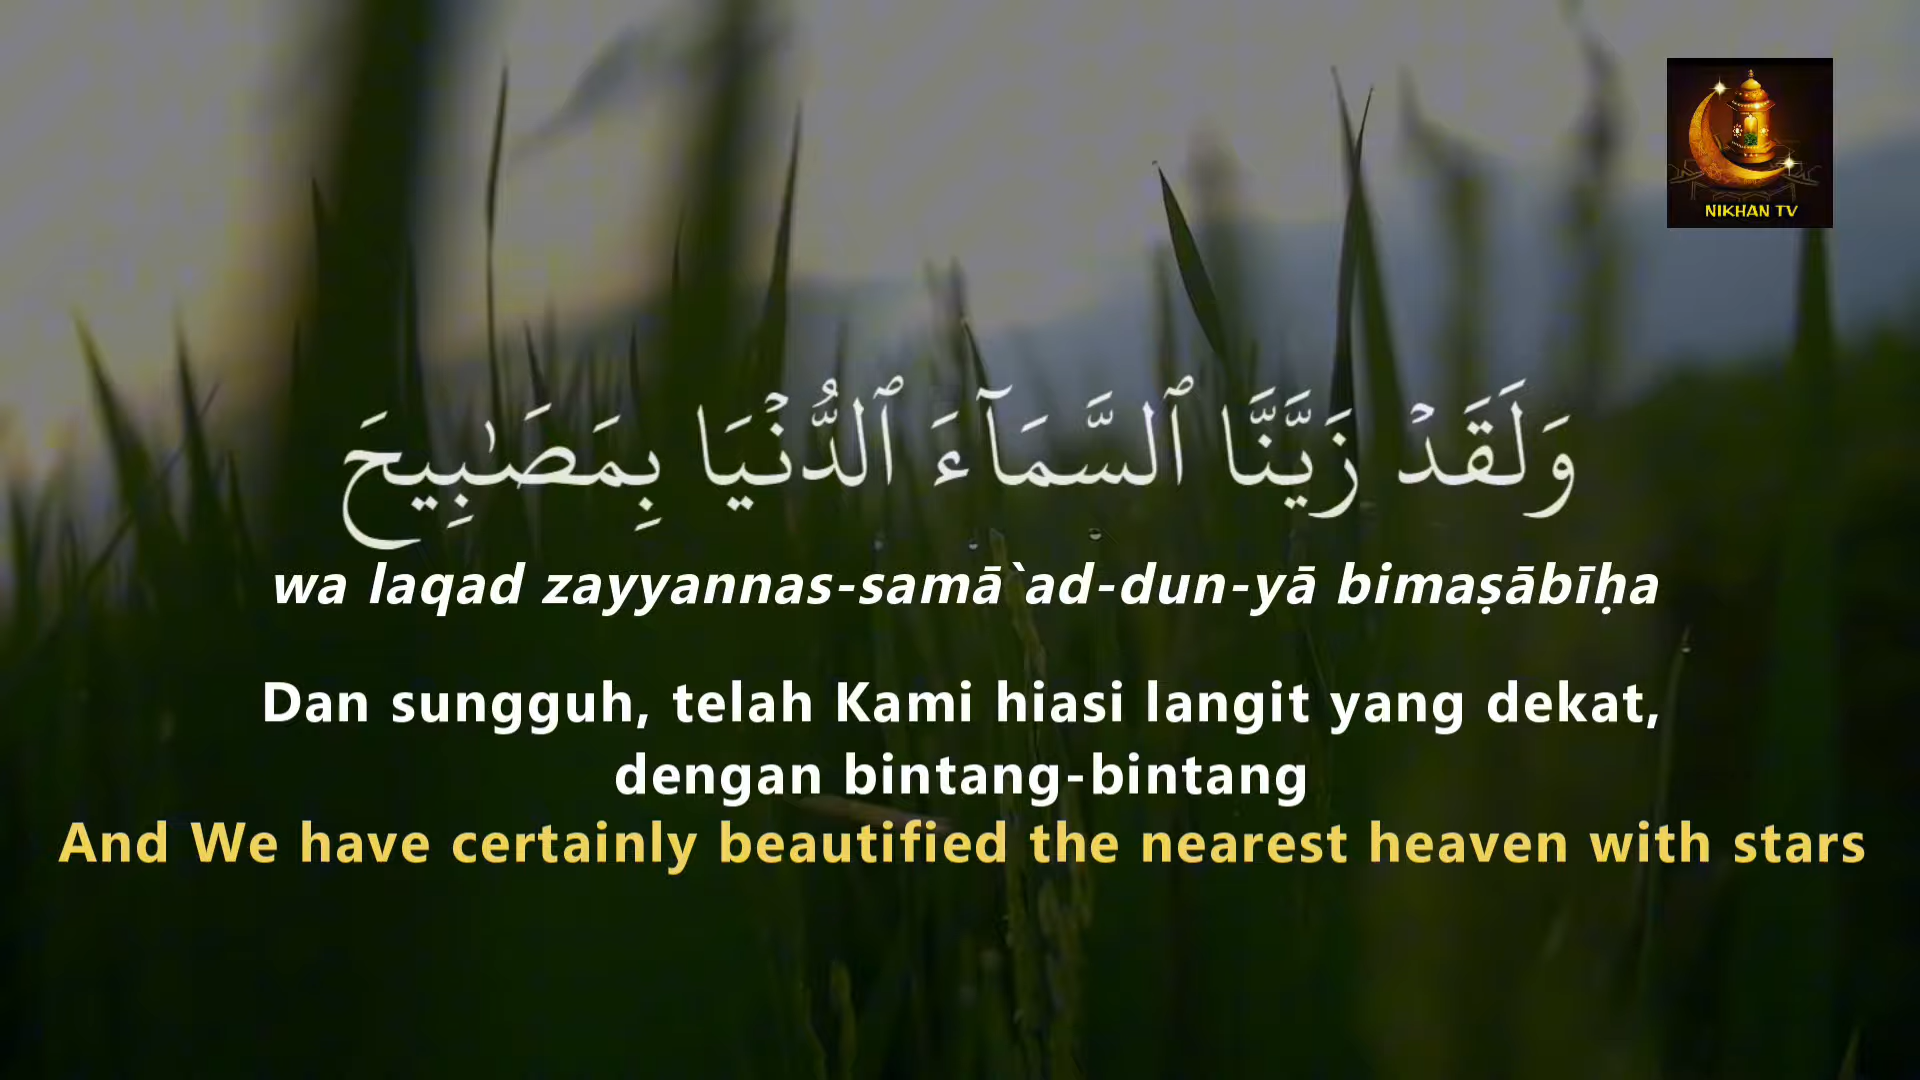 NIKHAN TV
وَلَقَدْ زَيَّنَّا ٱلسَّمَآءَ ٱلدُّنْيَا بِمَصَٰبِيحَ
wa laqad zayyannas-samā`ad-dun-yā bimaṣābīḥa
Dan sungguh, telah Kami hiasi langit yang dekat,
dengan bintang-bintang
And We have certainly beautified the nearest heaven with stars